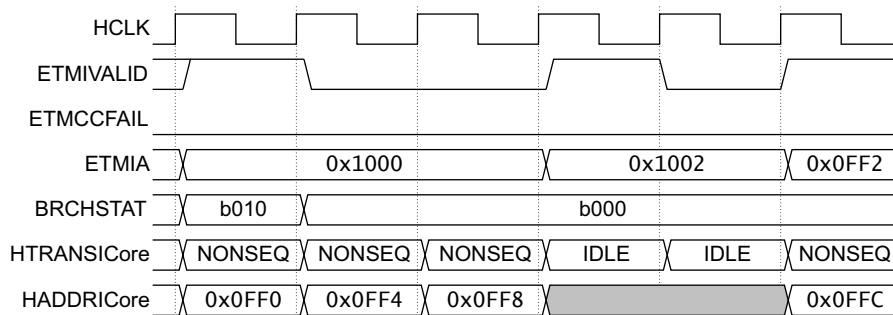 HCLK
ETMIVALID
ETMCCFAIL
ETMIA 0x1000 0x1002 0x0FF2
BRCHSTAT b010 b000
HTRANSICore NONSEQ NONSEQ NONSEQ IDLE IDLE NONSEQ
HADDRICore 0x0FF0 0x0FF4 0x0FF8 0x0FFC